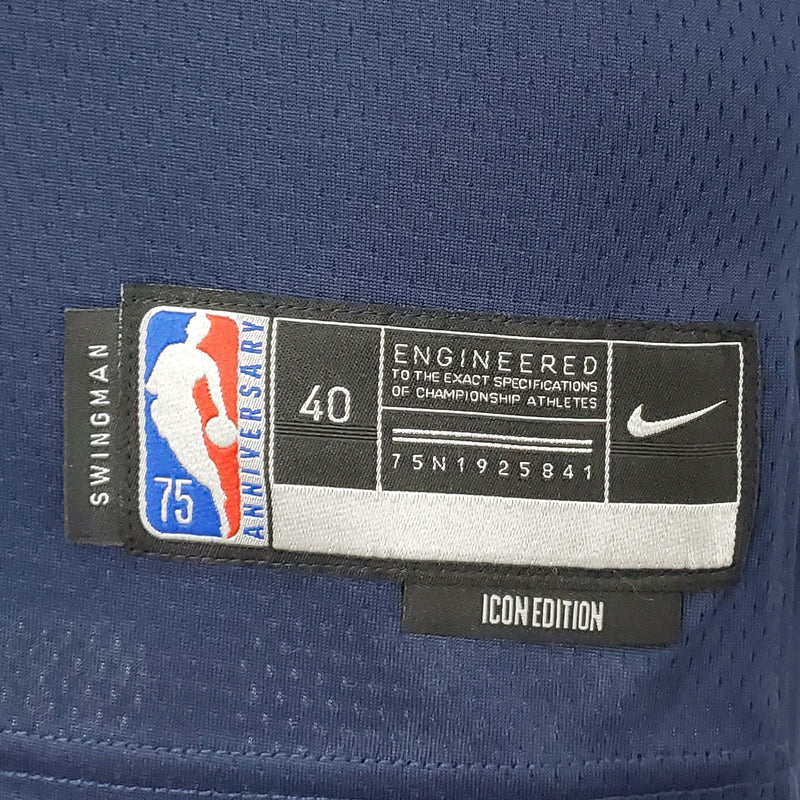 SWINGMAN
75
ANNIVERSARY
40
ENGINEERED
TO THE EXACT SPECIFICATIONS
OF CHAMPIONSHIP ATHLETES
75N1925841
ICON EDITION